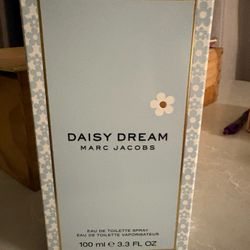 DAISY DREAM
MARC JACOBS
EAU DE TOILETTE SPRAY
EAU DE TOILETTE VAPORISATEUR
100 ml ℮ 3.3 FL OZ